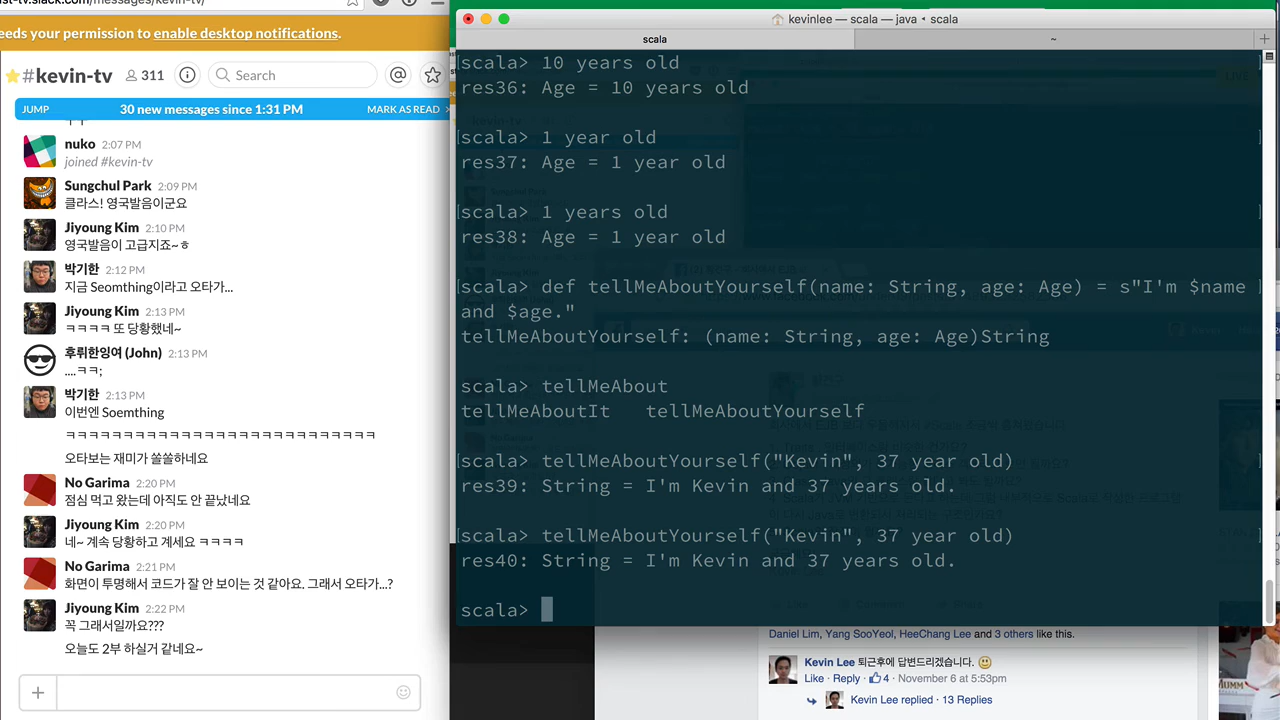 st-tv.slack.com/messages/kevin-tv/
eeds your permission to enable desktop notifications.
#kevin-tv 311 Search
JUMP 30 new messages since 1:31 PM MARK AS READ
nuko 2:07 PM
joined #kevin-tv
Sungchul Park 2:09 PM
클라스! 영국발음이군요
Jiyoung Kim 2:10 PM
영국발음이 고급지죠~ㅎ
박기한 2:12 PM
지금 Seomthing이라고 오타가...
Jiyoung Kim 2:13 PM
ㅋㅋㅋㅋ 또 당황했네~
후뤼한잉여 (John) 2:13 PM
....ㅋㅋ;
박기한 2:13 PM
이번엔 Soemthing
ㅋㅋㅋㅋㅋㅋㅋㅋㅋㅋㅋㅋㅋㅋㅋㅋㅋㅋㅋㅋㅋㅋㅋㅋㅋㅋㅋ
오타보는 재미가 쏠쏠하네요
No Garima 2:20 PM
점심 먹고 왔는데 아직도 안 끝났네요
Jiyoung Kim 2:20 PM
네~ 계속 당황하고 계세요 ㅋㅋㅋㅋ
No Garima 2:21 PM
화면이 투명해서 코드가 잘 안 보이는 것 같아요. 그래서 오타가...?
Jiyoung Kim 2:22 PM
꼭 그래서일까요???
오늘도 2부 하실거 같네요~
kevinlee — scala — java ◂ scala
scala ~
scala> 10 years old
res36: Age = 10 years old
scala> 1 year old
res37: Age = 1 year old
scala> 1 years old
res38: Age = 1 year old
scala> def tellMeAboutYourself(name: String, age: Age) = s"I'm $name
and $age."
tellMeAboutYourself: (name: String, age: Age)String
scala> tellMeAbout
tellMeAboutIt tellMeAboutYourself
scala> tellMeAboutYourself("Kevin", 37 year old)
res39: String = I'm Kevin and 37 years old.
scala> tellMeAboutYourself("Kevin", 37 year old)
res40: String = I'm Kevin and 37 years old.
scala>
Daniel Lim, Yang SooYeol, HeeChang Lee and 3 others like this.
Kevin Lee 퇴근후에 답변드리겠습니다.
Like · Reply · 4 · November 6 at 5:53pm
Kevin Lee replied · 13 Replies